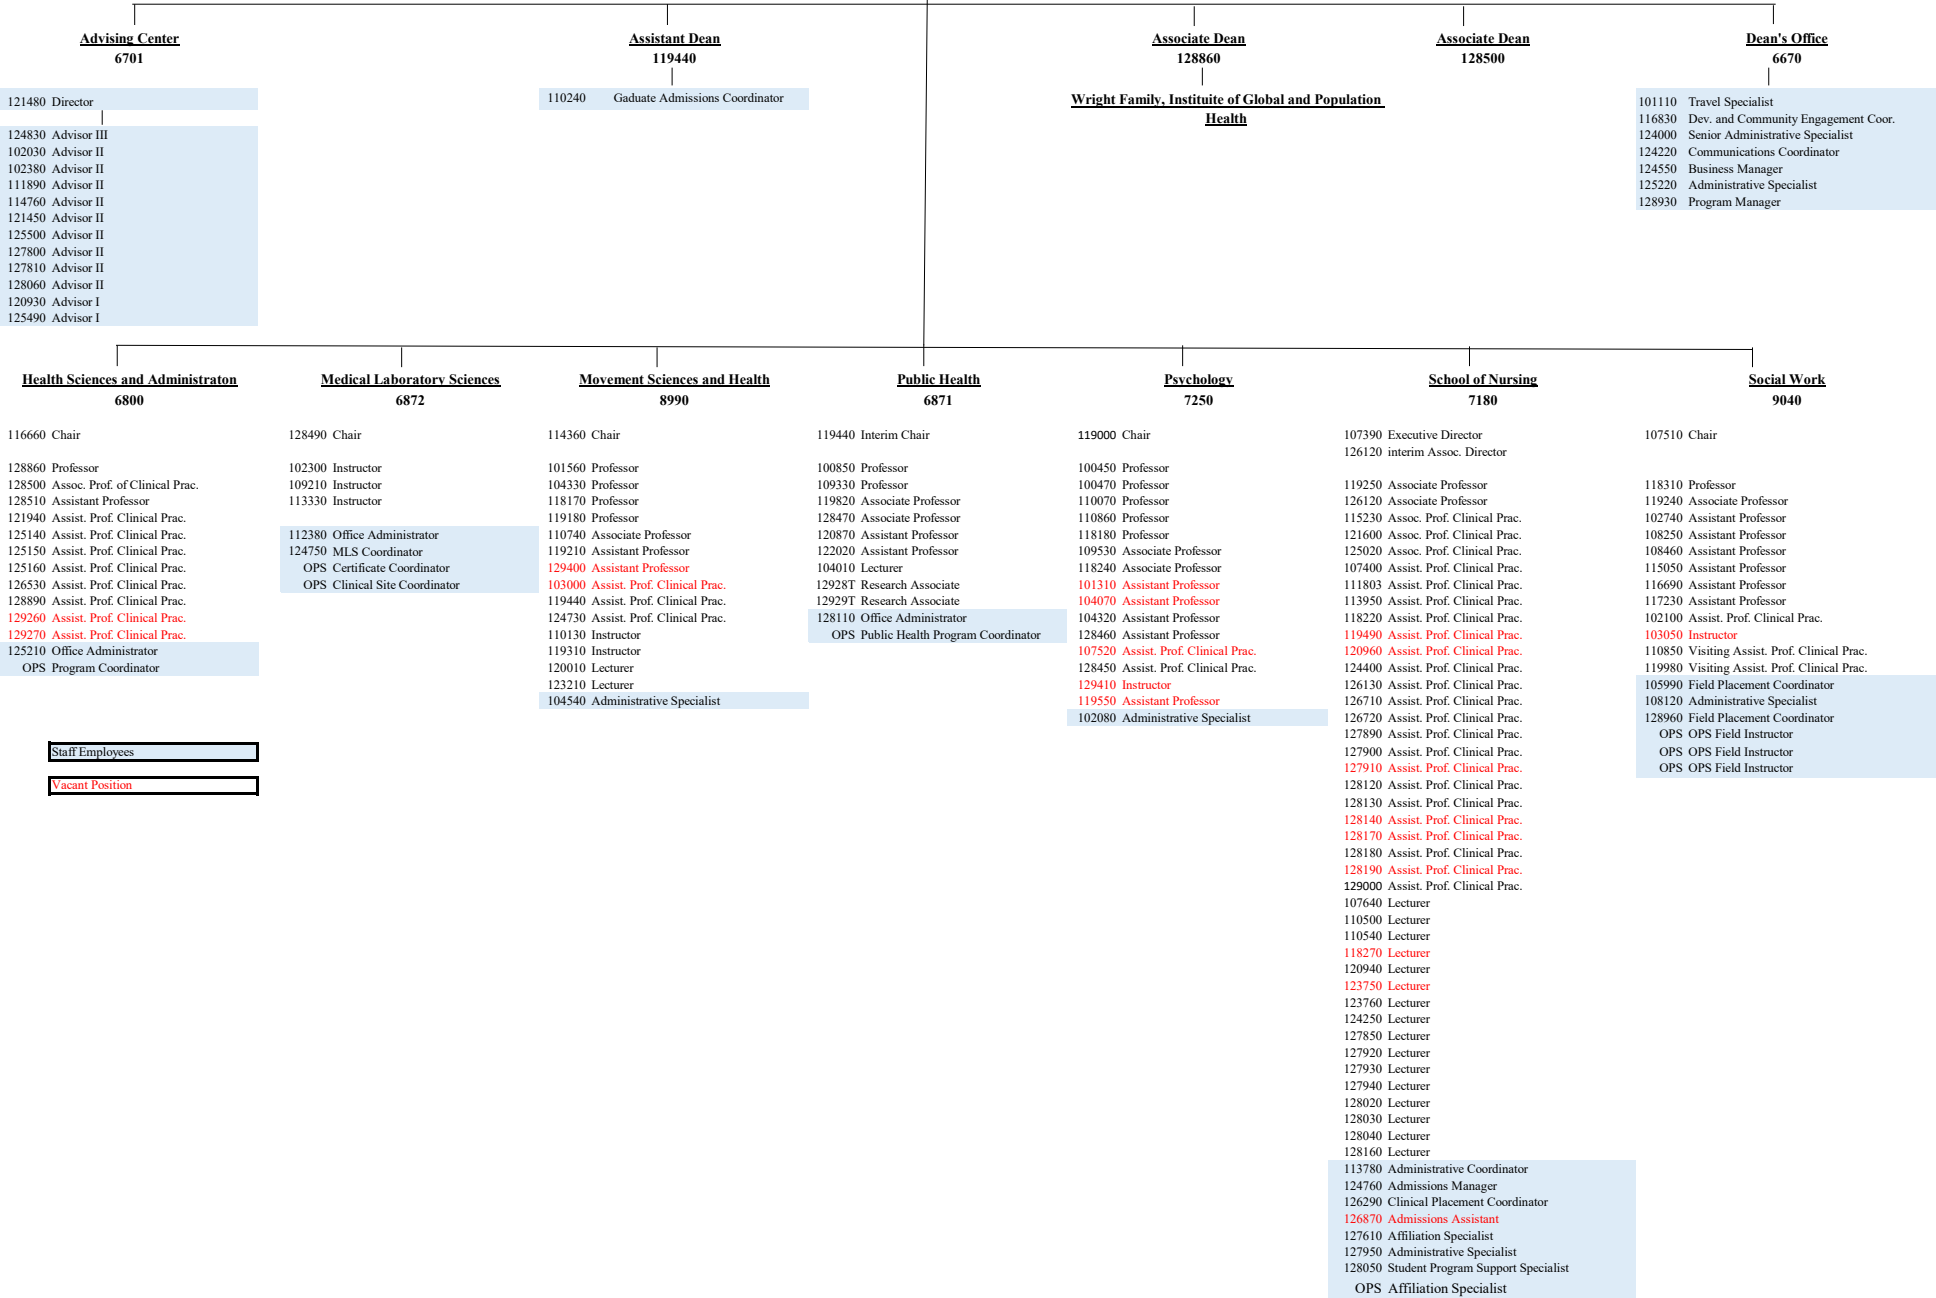 Advising Center
6701
121480 Director
124830 Advisor III
102030 Advisor II
102380 Advisor II
111890 Advisor II
114760 Advisor II
121450 Advisor II
125500 Advisor II
127800 Advisor II
127810 Advisor II
128060 Advisor II
120930 Advisor I
125490 Advisor I
Assistant Dean
119440
110240 Gaduate Admissions Coordinator
Associate Dean
128860
Wright Family, Instituite of Global and Population
Health
Associate Dean
128500
Dean's Office
6670
101110 Travel Specialist
116830 Dev. and Community Engagement Coor.
124000 Senior Administrative Specialist
124220 Communications Coordinator
124550 Business Manager
125220 Administrative Specialist
128930 Program Manager
Health Sciences and Administraton
6800
116660 Chair
128860 Professor
128500 Assoc. Prof. of Clinical Prac.
128510 Assistant Professor
121940 Assist. Prof. Clinical Prac.
125140 Assist. Prof. Clinical Prac.
125150 Assist. Prof. Clinical Prac.
125160 Assist. Prof. Clinical Prac.
126530 Assist. Prof. Clinical Prac.
128890 Assist. Prof. Clinical Prac.
129260 Assist. Prof. Clinical Prac.
129270 Assist. Prof. Clinical Prac.
125210 Office Administrator
OPS Program Coordinator
Staff Employees
Vacant Position
Medical Laboratory Sciences
6872
128490 Chair
102300 Instructor
109210 Instructor
113330 Instructor
112380 Office Administrator
124750 MLS Coordinator
OPS Certificate Coordinator
OPS Clinical Site Coordinator
Movement Sciences and Health
8990
114360 Chair
101560 Professor
104330 Professor
118170 Professor
119180 Professor
110740 Associate Professor
119210 Assistant Professor
129400 Assistant Professor
103000 Assist. Prof. Clinical Prac.
119440 Assist. Prof. Clinical Prac.
124730 Assist. Prof. Clinical Prac.
110130 Instructor
119310 Instructor
120010 Lecturer
123210 Lecturer
104540 Administrative Specialist
Public Health
6871
119440 Interim Chair
100850 Professor
109330 Professor
119820 Associate Professor
128470 Associate Professor
120870 Assistant Professor
122020 Assistant Professor
104010 Lecturer
12928T Research Associate
12929T Research Associate
128110 Office Administrator
OPS Public Health Program Coordinator
Psychology
7250
119000 Chair
100450 Professor
100470 Professor
110070 Professor
110860 Professor
118180 Professor
109530 Associate Professor
118240 Associate Professor
101310 Assistant Professor
104070 Assistant Professor
104320 Assistant Professor
128460 Assistant Professor
107520 Assist. Prof. Clinical Prac.
128450 Assist. Prof. Clinical Prac.
129410 Instructor
119550 Assistant Professor
102080 Administrative Specialist
School of Nursing
7180
107390 Executive Director
126120 interim Assoc. Director
119250 Associate Professor
126120 Associate Professor
115230 Assoc. Prof. Clinical Prac.
121600 Assoc. Prof. Clinical Prac.
125020 Assoc. Prof. Clinical Prac.
107400 Assist. Prof. Clinical Prac.
111803 Assist. Prof. Clinical Prac.
113950 Assist. Prof. Clinical Prac.
118220 Assist. Prof. Clinical Prac.
119490 Assist. Prof. Clinical Prac.
120960 Assist. Prof. Clinical Prac.
124400 Assist. Prof. Clinical Prac.
126130 Assist. Prof. Clinical Prac.
126710 Assist. Prof. Clinical Prac.
126720 Assist. Prof. Clinical Prac.
127890 Assist. Prof. Clinical Prac.
127900 Assist. Prof. Clinical Prac.
127910 Assist. Prof. Clinical Prac.
128120 Assist. Prof. Clinical Prac.
128130 Assist. Prof. Clinical Prac.
128140 Assist. Prof. Clinical Prac.
128170 Assist. Prof. Clinical Prac.
128180 Assist. Prof. Clinical Prac.
128190 Assist. Prof. Clinical Prac.
129000 Assist. Prof. Clinical Prac.
107640 Lecturer
110500 Lecturer
110540 Lecturer
118270 Lecturer
120940 Lecturer
123750 Lecturer
123760 Lecturer
124250 Lecturer
127850 Lecturer
127920 Lecturer
127930 Lecturer
127940 Lecturer
128020 Lecturer
128030 Lecturer
128040 Lecturer
128160 Lecturer
113780 Administrative Coordinator
124760 Admissions Manager
126290 Clinical Placement Coordinator
126870 Admissions Assistant
127610 Affiliation Specialist
127950 Administrative Specialist
128050 Student Program Support Specialist
OPS Affiliation Specialist
Social Work
9040
107510 Chair
118310 Professor
119240 Associate Professor
102740 Assistant Professor
108250 Assistant Professor
108460 Assistant Professor
115050 Assistant Professor
116690 Assistant Professor
117230 Assistant Professor
102100 Assist. Prof. Clinical Prac.
103050 Instructor
110850 Visiting Assist. Prof. Clinical Prac.
119980 Visiting Assist. Prof. Clinical Prac.
105990 Field Placement Coordinator
108120 Administrative Specialist
128960 Field Placement Coordinator
OPS OPS Field Instructor
OPS OPS Field Instructor
OPS OPS Field Instructor